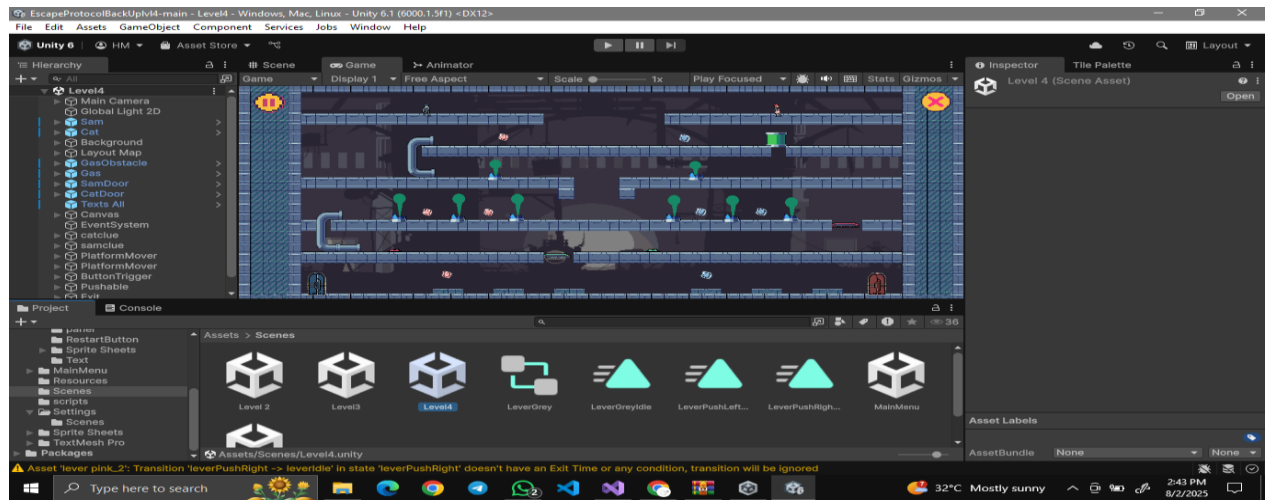 EscapeProtocolBackUplvl4-main - Level4 - Windows, Mac, Linux - Unity 6.1 (6000.1.5f1) <DX12>
File Edit Assets GameObject Component Services Jobs Window Help
Unity 6 HM Asset Store Layout
Hierarchy Scene Game Animator Inspector Tile Palette
All Game Display 1 Free Aspect Scale 1x Play Focused Stats Gizmos
Level 4 (Scene Asset)
Open
Level4
Main Camera
Global Light 2D
Sam
Cat
Background
Layout Map
GasObstacle
Gas
SamDoor
CatDoor
Texts All
Canvas
EventSystem
catclue
samclue
PlatformMover
PlatformMover
ButtonTrigger
Pushable
Exit
Project Console
36
panel
RestartButton
Sprite Sheets
Text
MainMenu
Resources
Scenes
scripts
Settings
Scenes
Sprite Sheets
TextMesh Pro
Packages
Assets > Scenes
Level 2 Level3 Level4 LeverGrey LeverGreyIdle LeverPushLeft... LeverPushRigh... MainMenu
Assets/Scenes/Level4.unity
Asset Labels
AssetBundle None None
Asset 'lever pink_2': Transition 'leverPushRight -> leverIdle' in state 'leverPushRight' doesn't have an Exit Time or any condition, transition will be ignored
Type here to search
2
32°C Mostly sunny
2:43 PM
8/2/2025